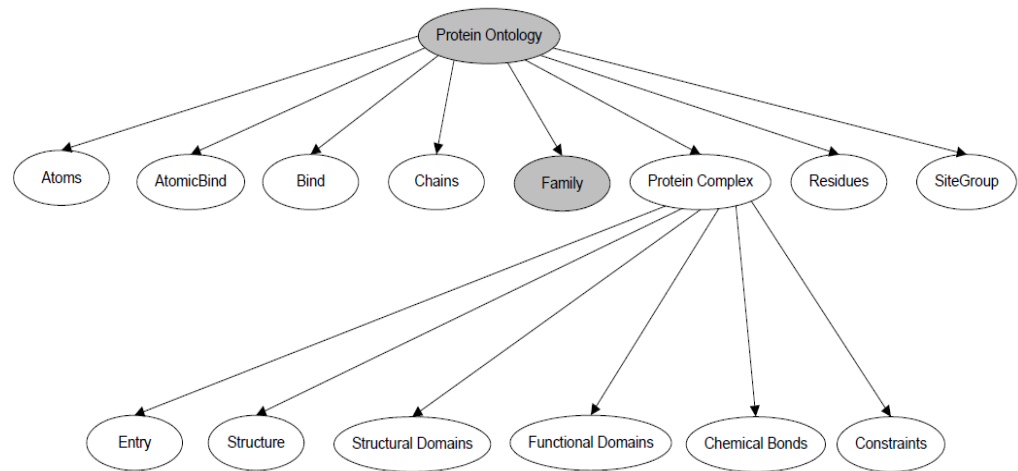 Protein Ontology
Atoms
AtomicBind
Bind
Chains
Family
Protein Complex
Residues
SiteGroup
Entry
Structure
Structural Domains
Functional Domains
Chemical Bonds
Constraints